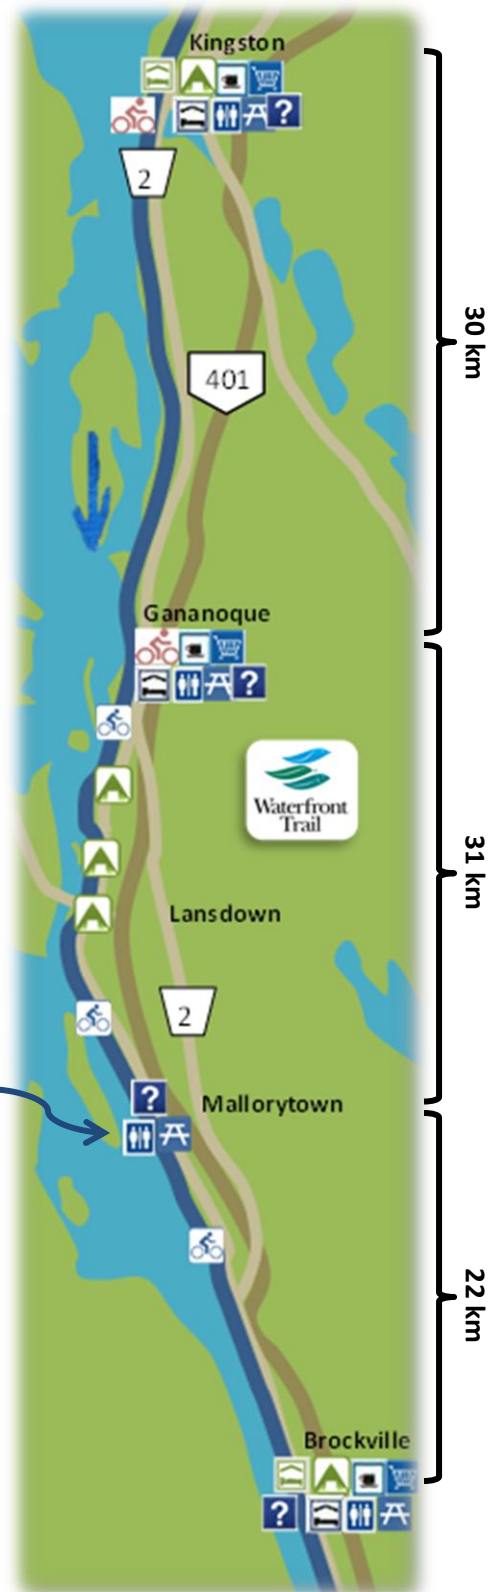 Kingston
?
2
30 km
401
Gananoque
?
Waterfront
Trail
31 km
Lansdown
2
?
Mallorytown
22 km
Brockville
?